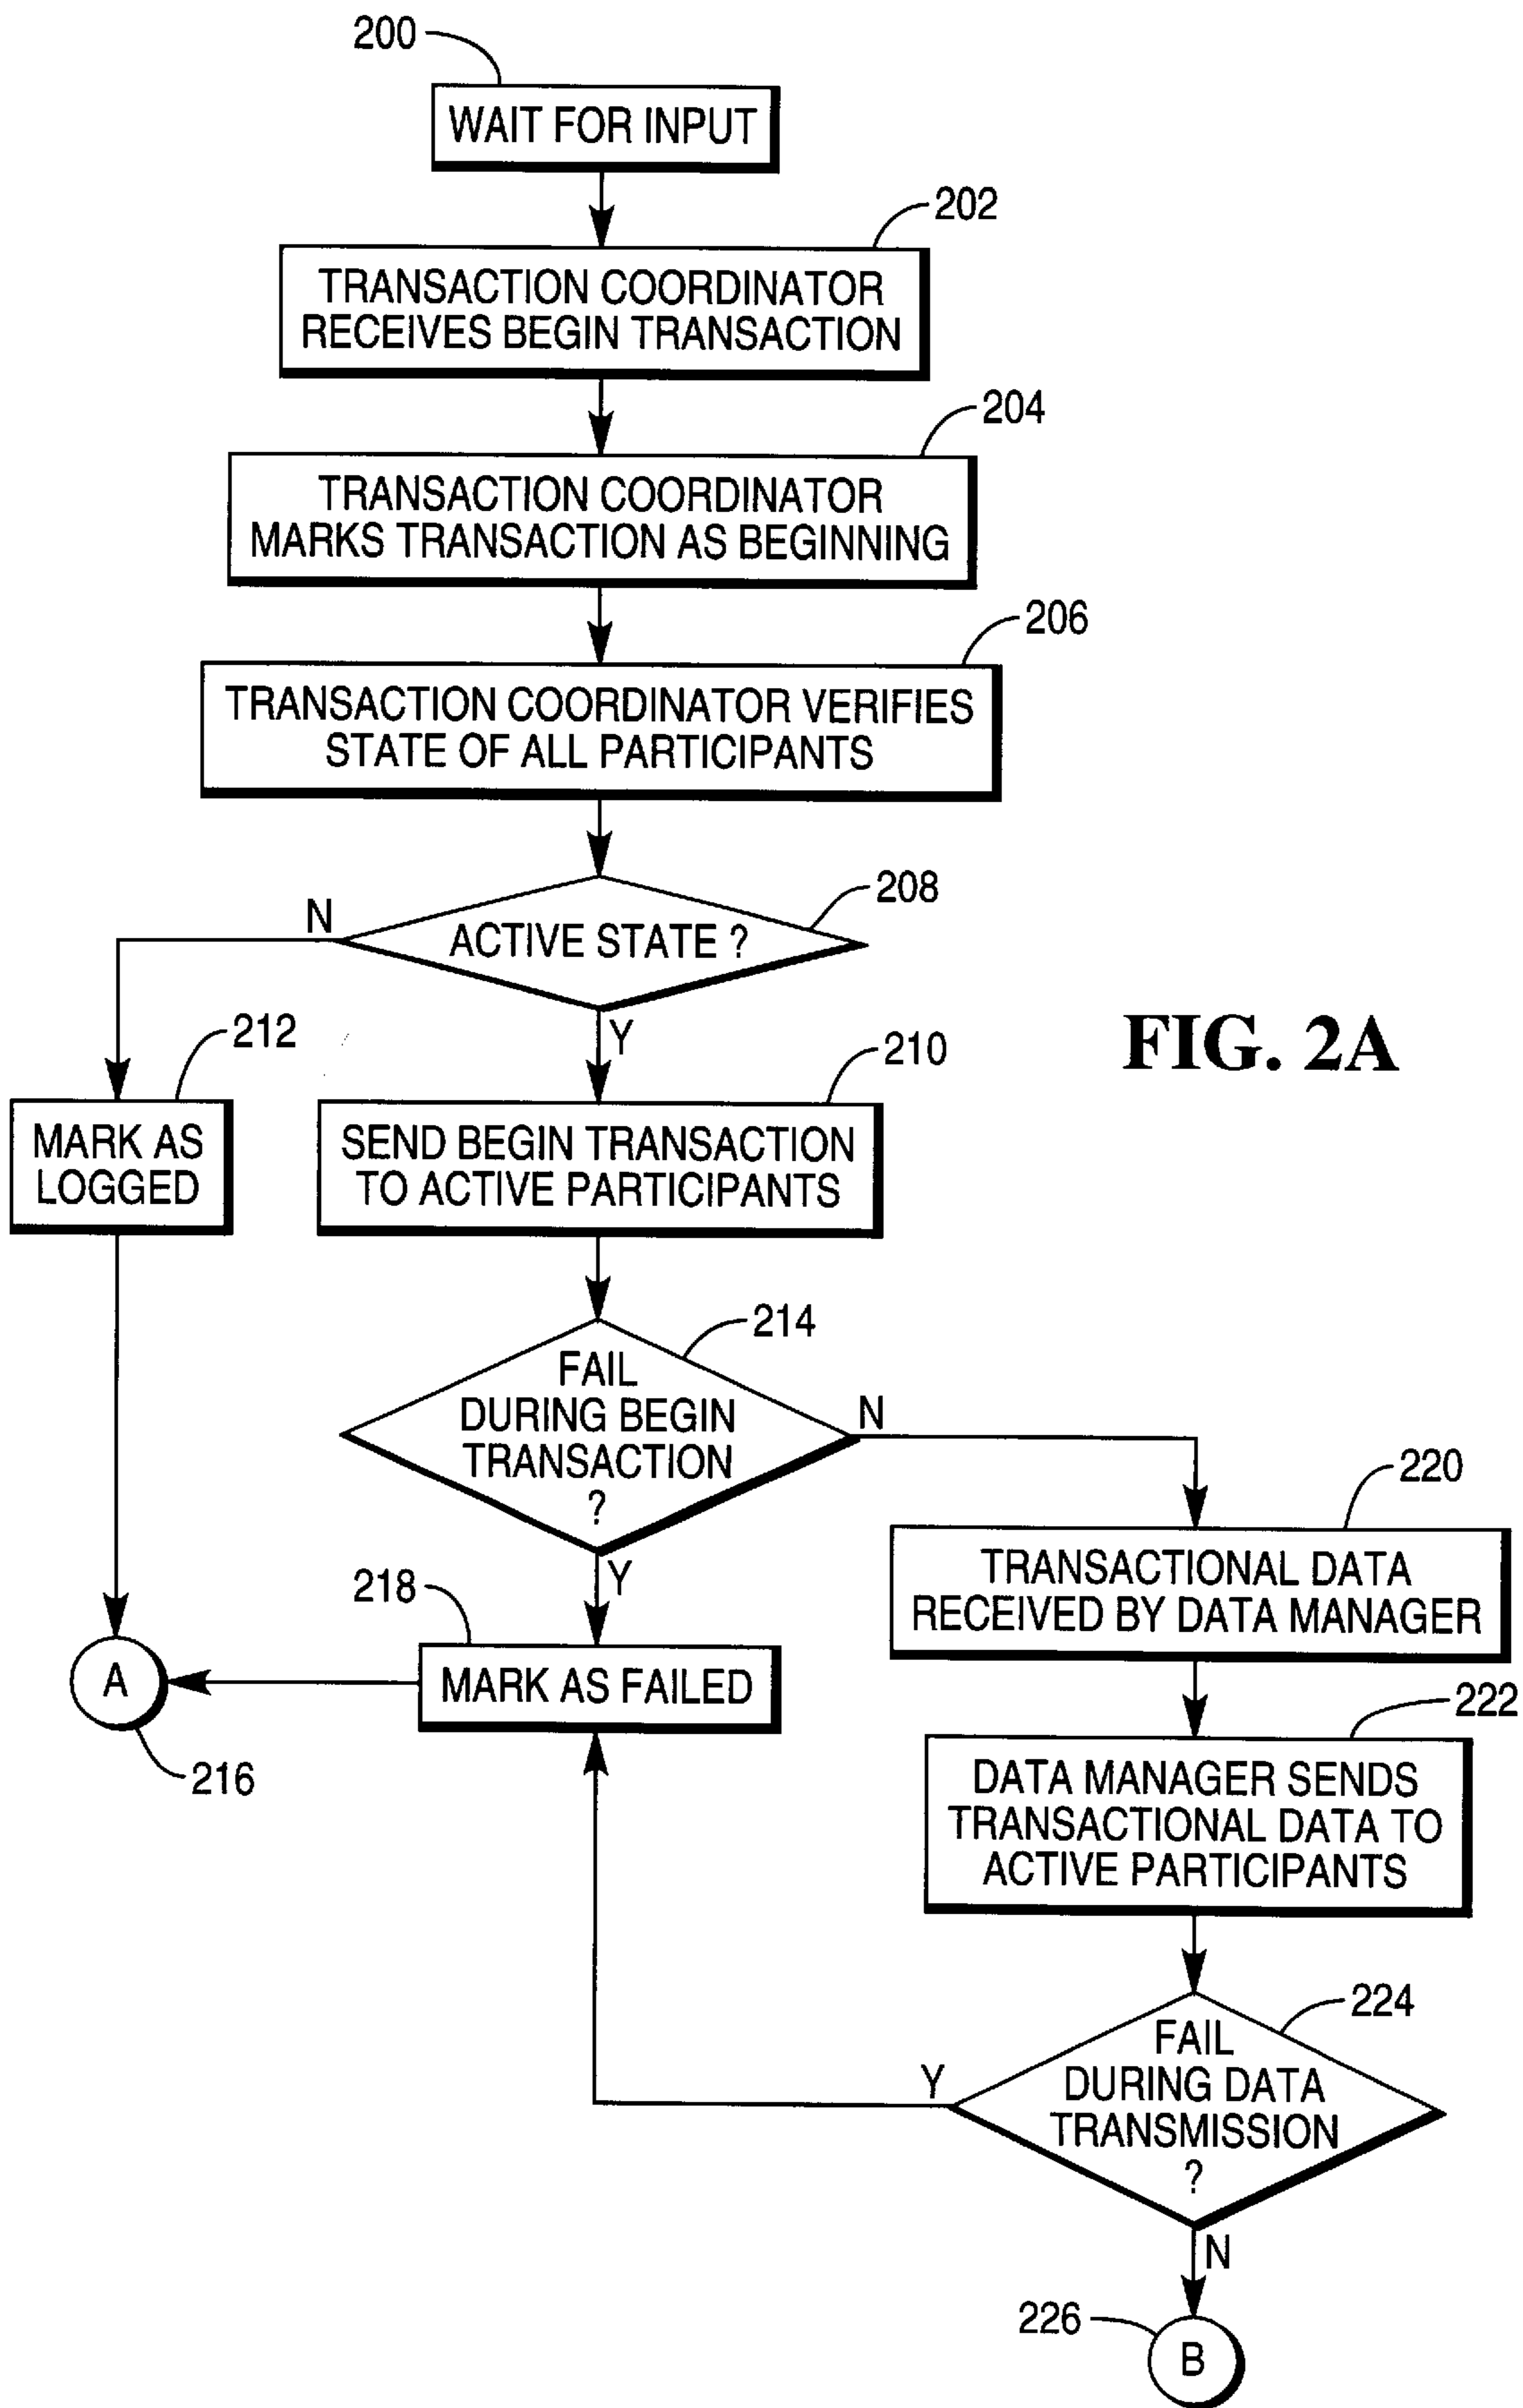 200
WAIT FOR INPUT
202
TRANSACTION COORDINATOR
RECEIVES BEGIN TRANSACTION
204
TRANSACTION COORDINATOR
MARKS TRANSACTION AS BEGINNING
206
TRANSACTION COORDINATOR VERIFIES
STATE OF ALL PARTICIPANTS
208
N
ACTIVE STATE ?
Y
212
210
FIG. 2A
MARK AS
LOGGED
SEND BEGIN TRANSACTION
TO ACTIVE PARTICIPANTS
214
FAIL
DURING BEGIN
TRANSACTION
?
N
Y
220
TRANSACTIONAL DATA
RECEIVED BY DATA MANAGER
218
MARK AS FAILED
A
216
222
DATA MANAGER SENDS
TRANSACTIONAL DATA TO
ACTIVE PARTICIPANTS
224
FAIL
DURING DATA
TRANSMISSION
?
Y
N
226
B